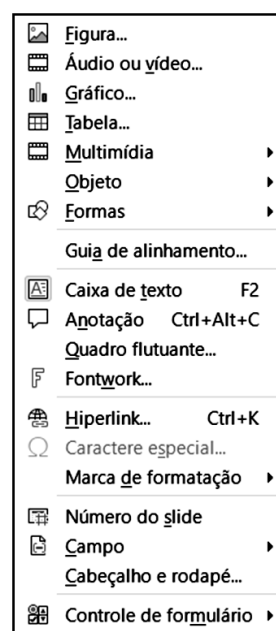 Figura...
Áudio ou vídeo...
Gráfico...
Tabela...
Multimídia
Objeto
Formas
Guia de alinhamento...
Caixa de texto F2
Anotação Ctrl+Alt+C
Quadro flutuante...
Fontwork...
Hiperlink... Ctrl+K
Caractere especial...
Marca de formatação
Número do slide
Campo
Cabeçalho e rodapé...
Controle de formulário